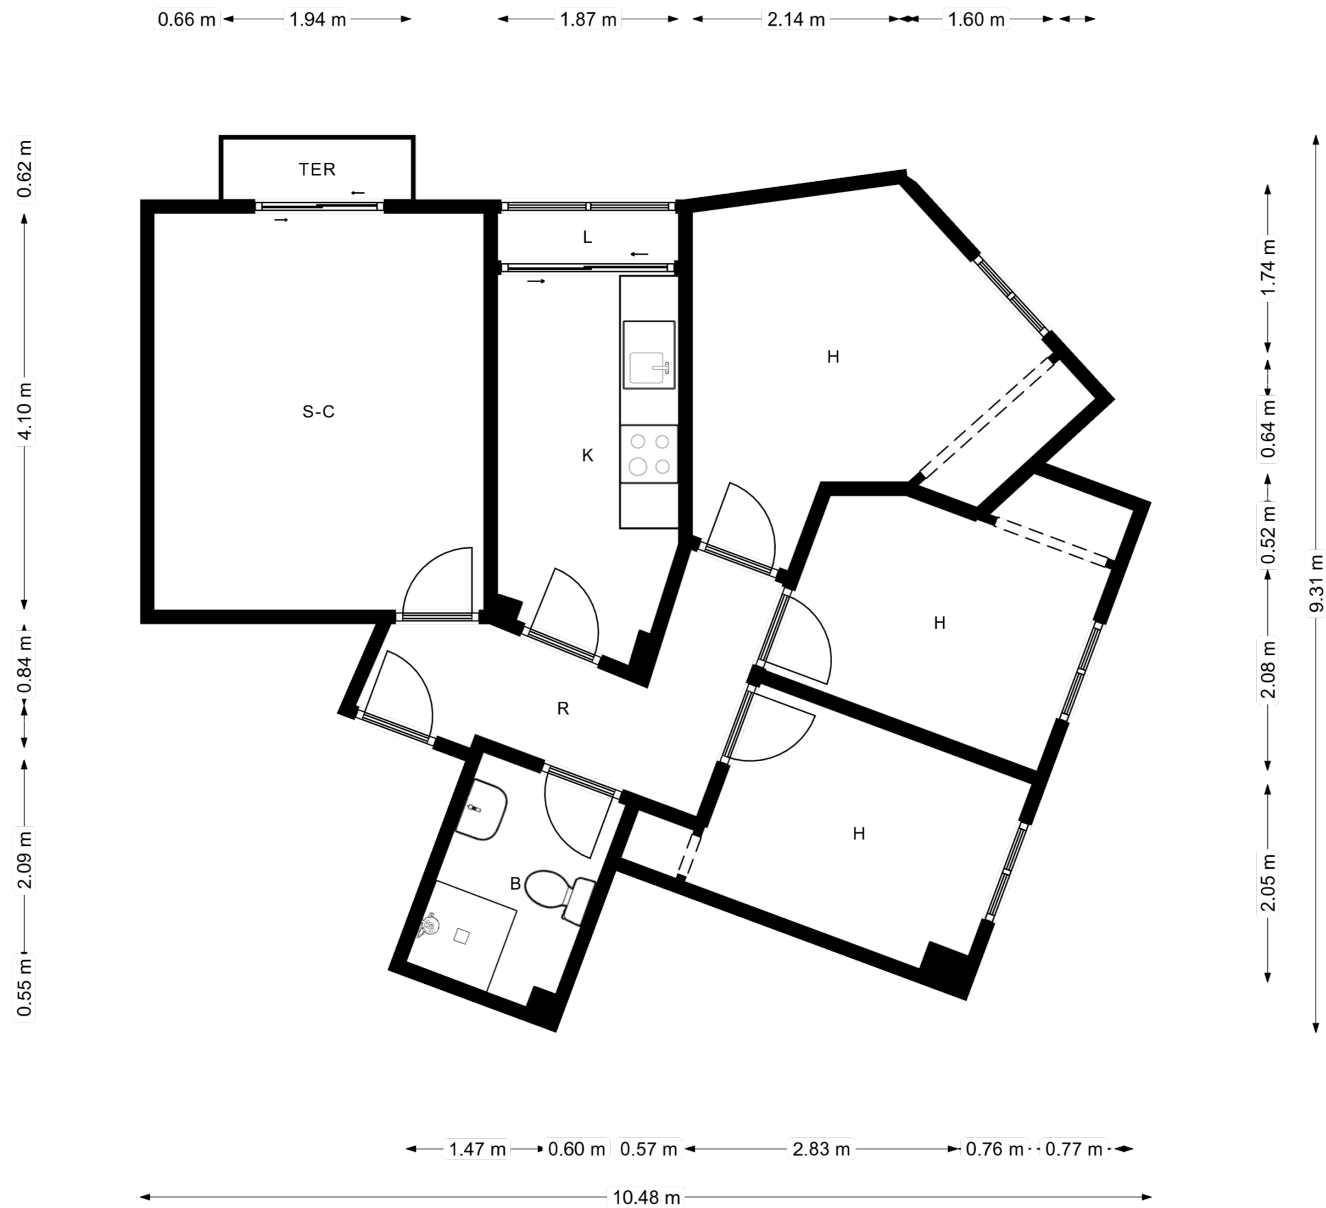 0.66 m 1.94 m 1.87 m 2.14 m 1.60 m
0.62 m
4.10 m
0.84 m
2.09 m
0.55 m
TER
L
H
S-C
K
H
R
H
B
1.74 m
0.64 m
0.52 m
2.08 m
2.05 m
9.31 m
1.47 m 0.60 m 0.57 m 2.83 m 0.76 m 0.77 m
10.48 m